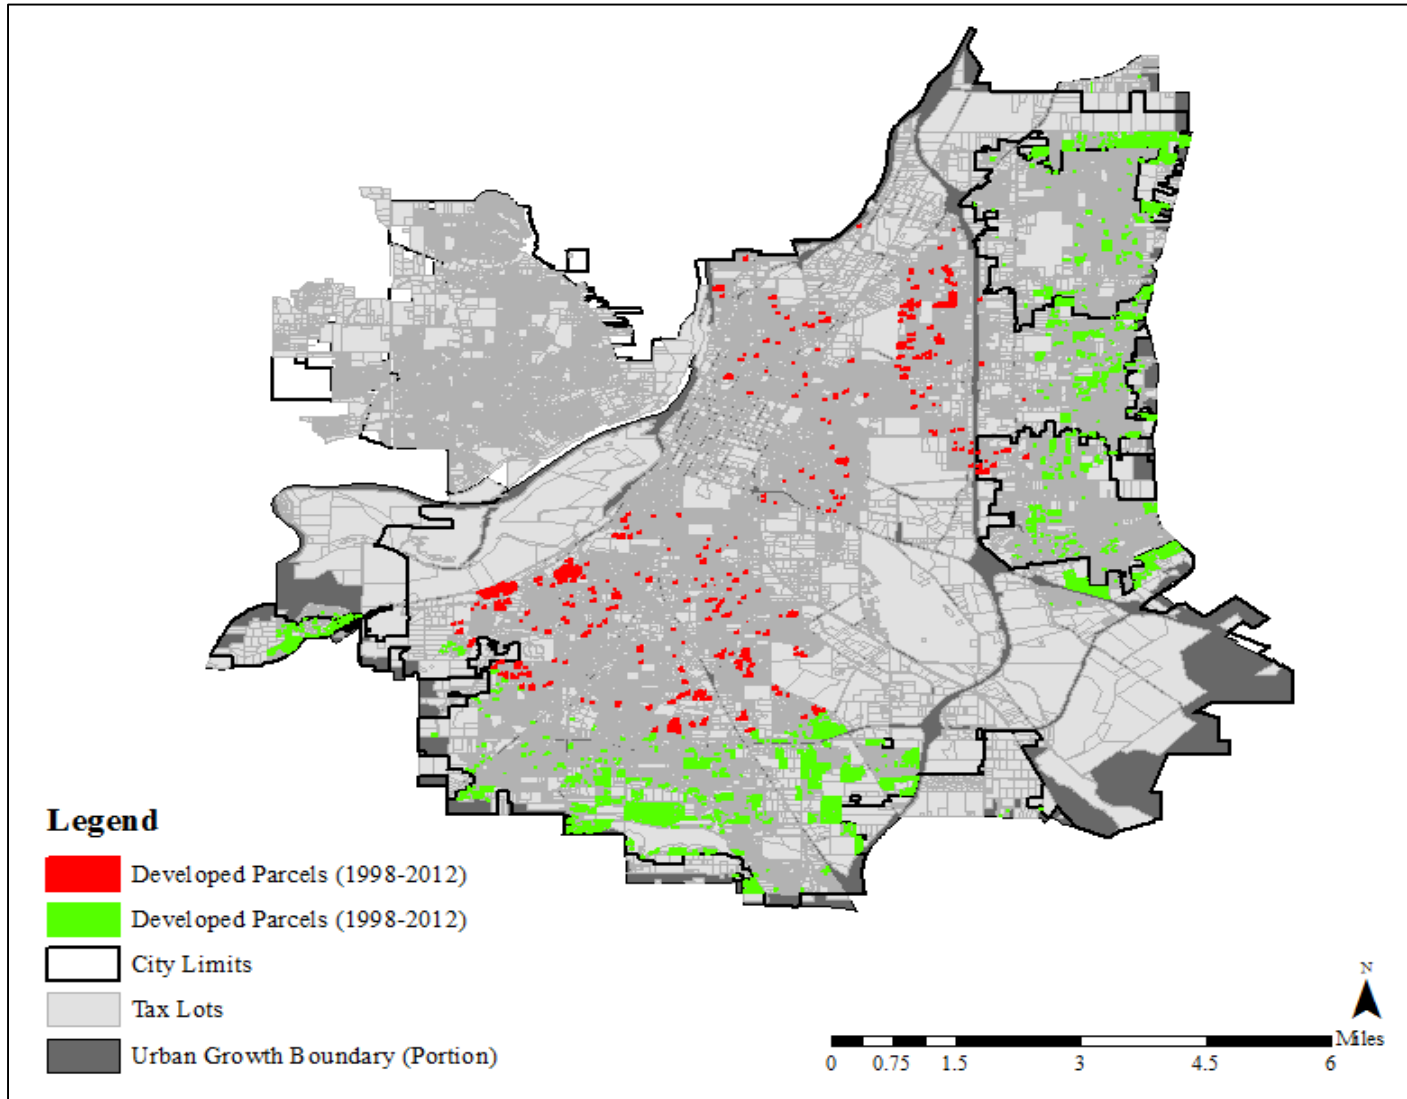 Legend
Developed Parcels (1998-2012)
Developed Parcels (1998-2012)
City Limits
Tax Lots
Urban Growth Boundary (Portion)
N
Miles
0 0.75 1.5 3 4.5 6